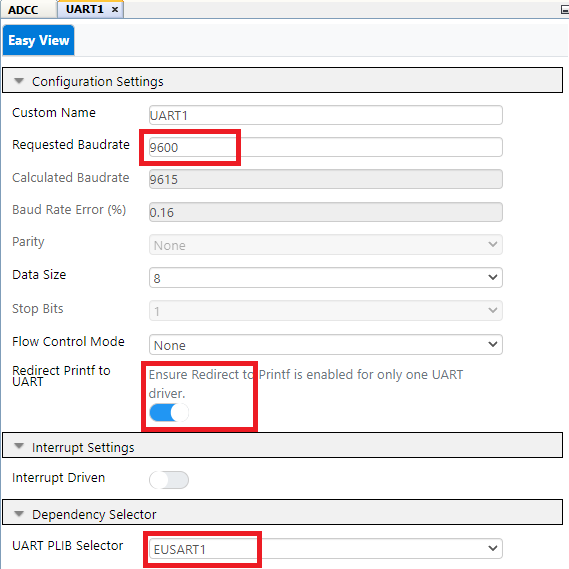 ADCC UART1 ×
Easy View
Configuration Settings
Custom Name UART1
Requested Baudrate 9600
Calculated Baudrate 9615
Baud Rate Error (%) 0.16
Parity None
Data Size 8
Stop Bits 1
Flow Control Mode None
Redirect Printf to UART
Ensure Redirect to Printf is enabled for only one UART
driver.
Interrupt Settings
Interrupt Driven
Dependency Selector
UART PLIB Selector EUSART1